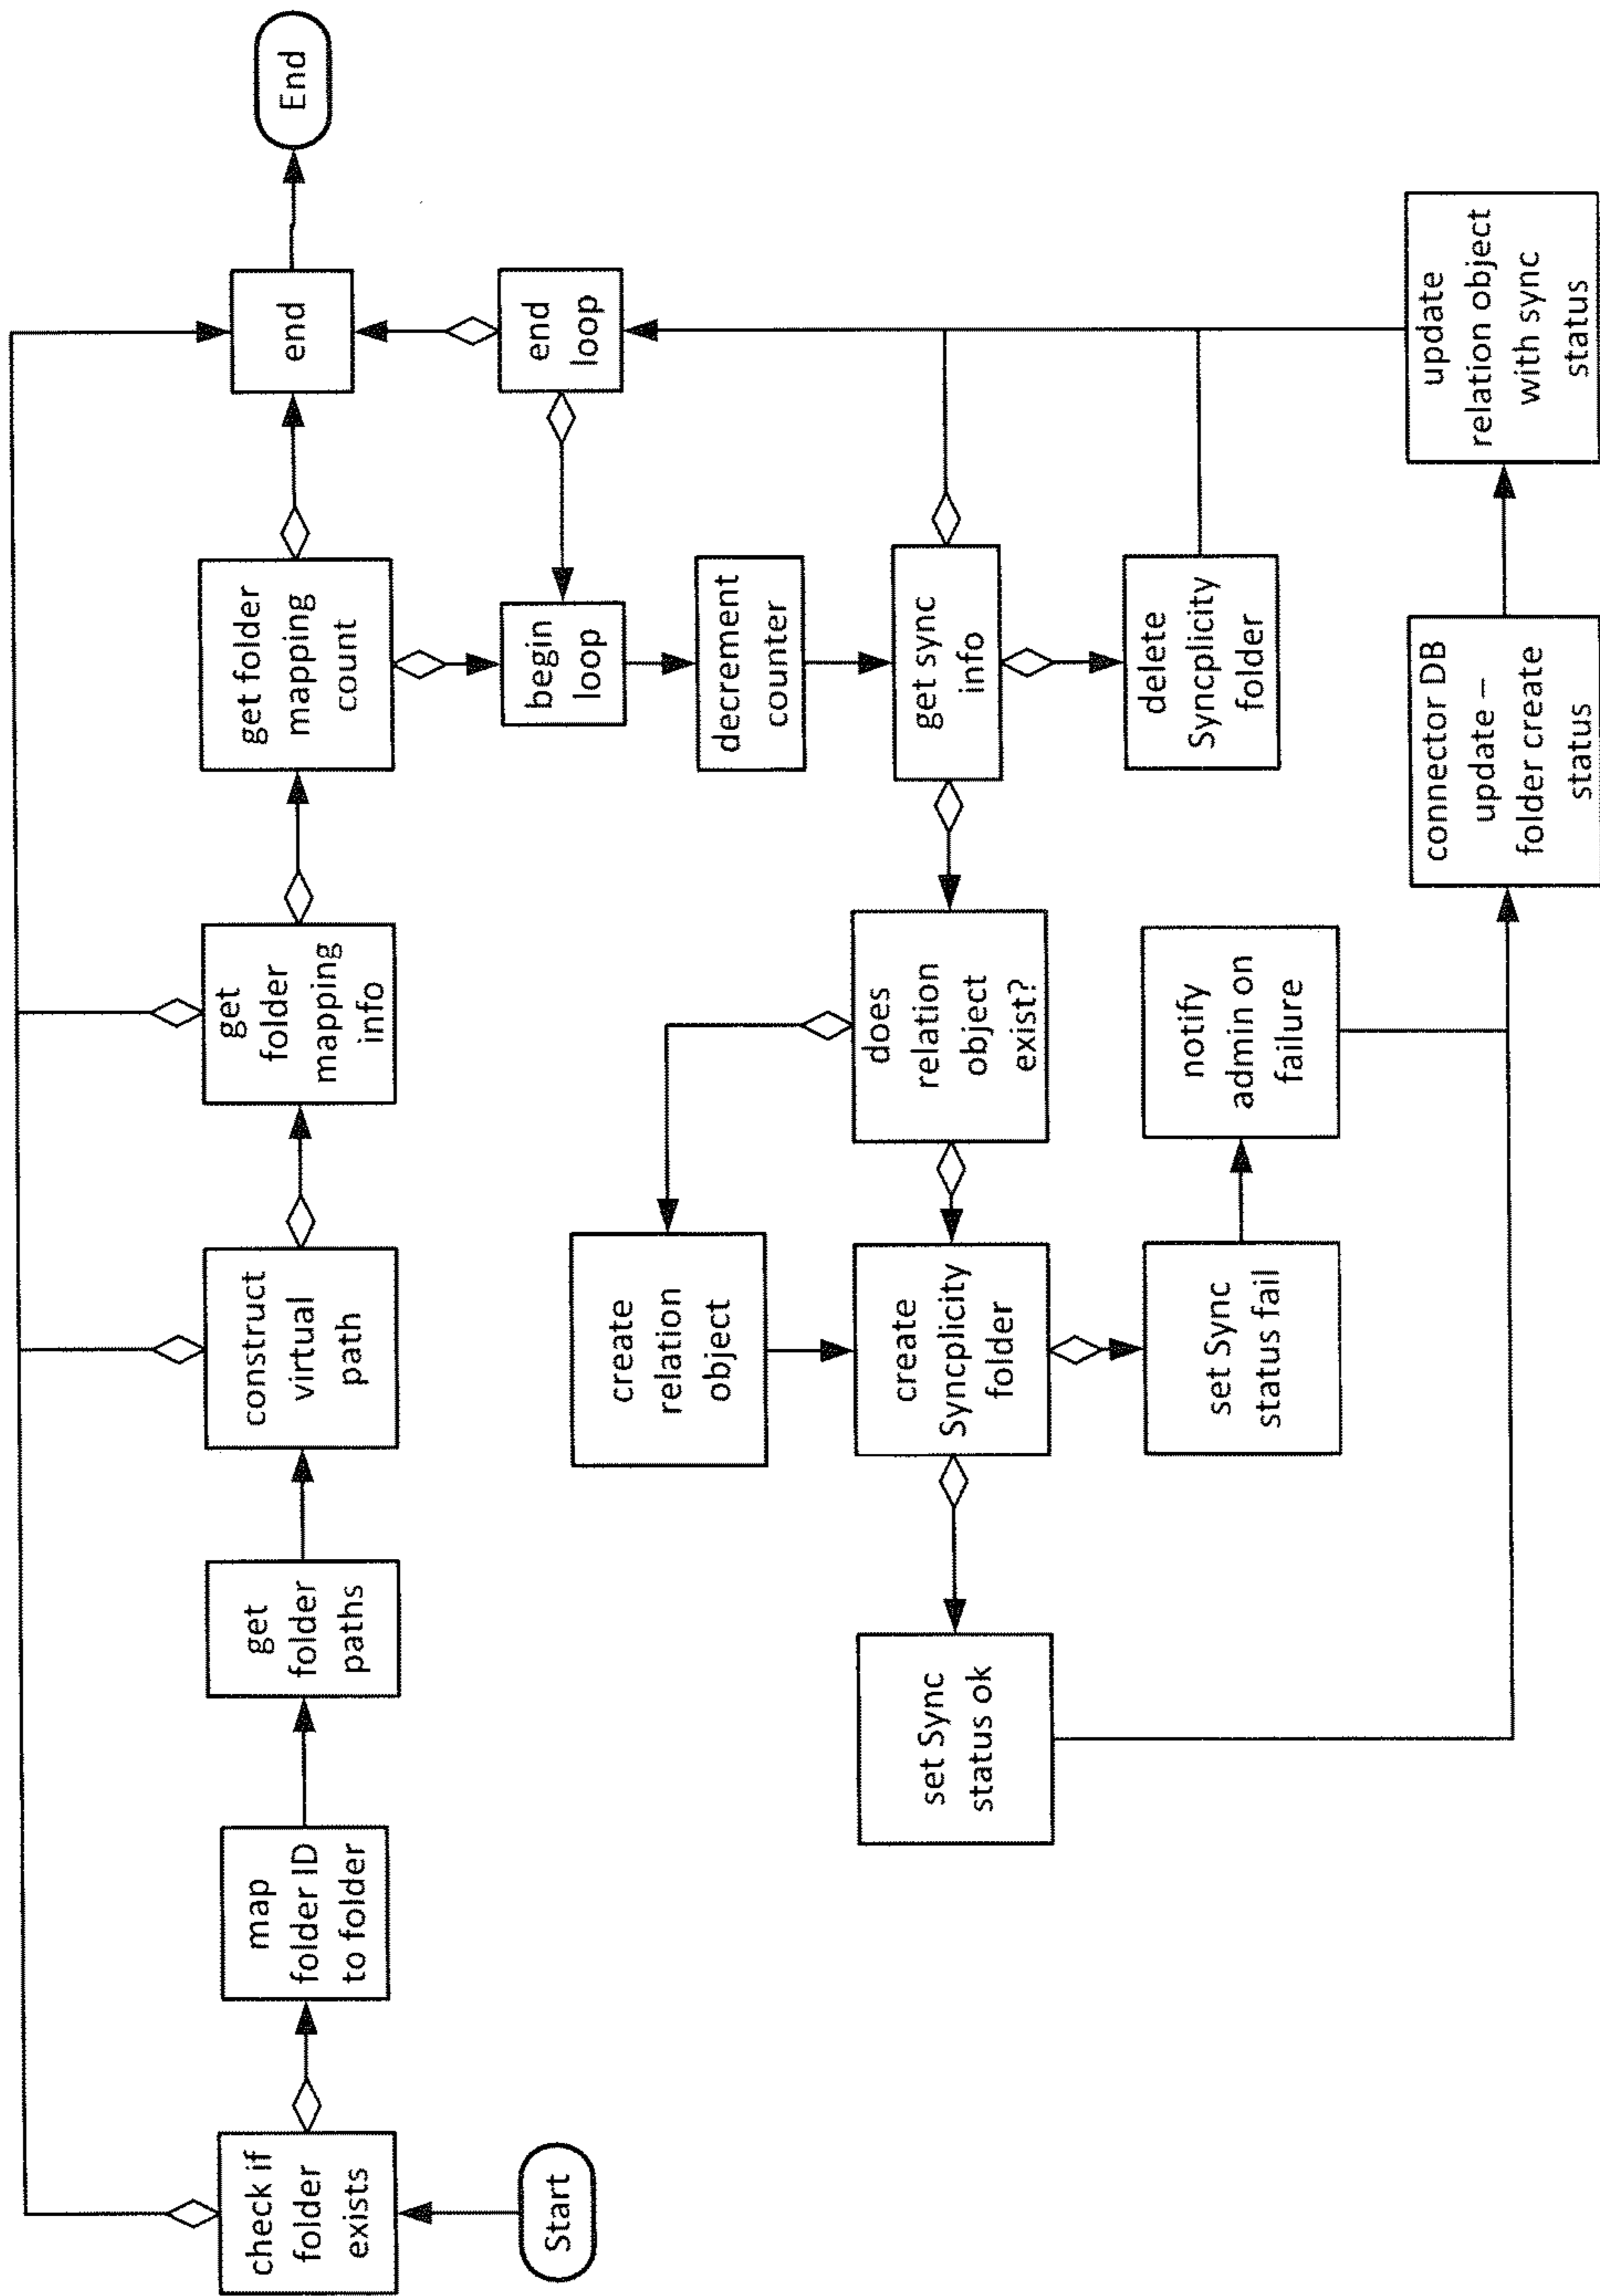 check if
folder
exists
map
folder ID
to folder
get
folder
paths
construct
virtual
path
get
folder
mapping
info
get folder
mapping
count
end
End
Start
begin
loop
end
loop
create
relation
object
decrement
counter
set Sync
status ok
create
Syncplicity
folder
does
relation
object
exist?
get sync
info
set Sync
status fail
notify
admin on
failure
delete
Syncplicity
folder
connector DB
update –
folder create
status
update
relation object
with sync
status